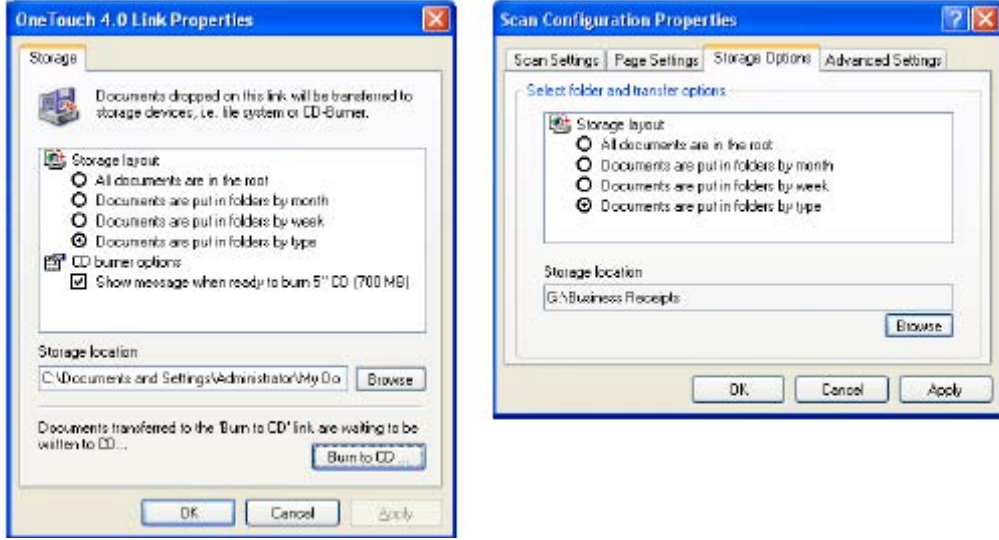 OneTouch 4.0 Link Properties
Storage
Documents dropped on this link will be transferred to
storage devices, i.e. file system or CD-Burner.
Storage layout
All documents are in the root
Documents are put in folders by month
Documents are put in folders by week
Documents are put in folders by type
CD burner options
Show message when ready to burn 5" CD (700 MB)
Storage location
C:\Documents and Settings\Administrator\My Do
Browse
Documents transferred to the 'Burn to CD' link are waiting to be
written to CD...
Burn to CD ...
OK Cancel Apply
Scan Configuration Properties
Scan Settings Page Settings Storage Options Advanced Settings
Select folder and transfer options
Storage layout
All documents are in the root
Documents are put in folders by month
Documents are put in folders by week
Documents are put in folders by type
Storage location
G:\Business Receipts
Browse
OK Cancel Apply